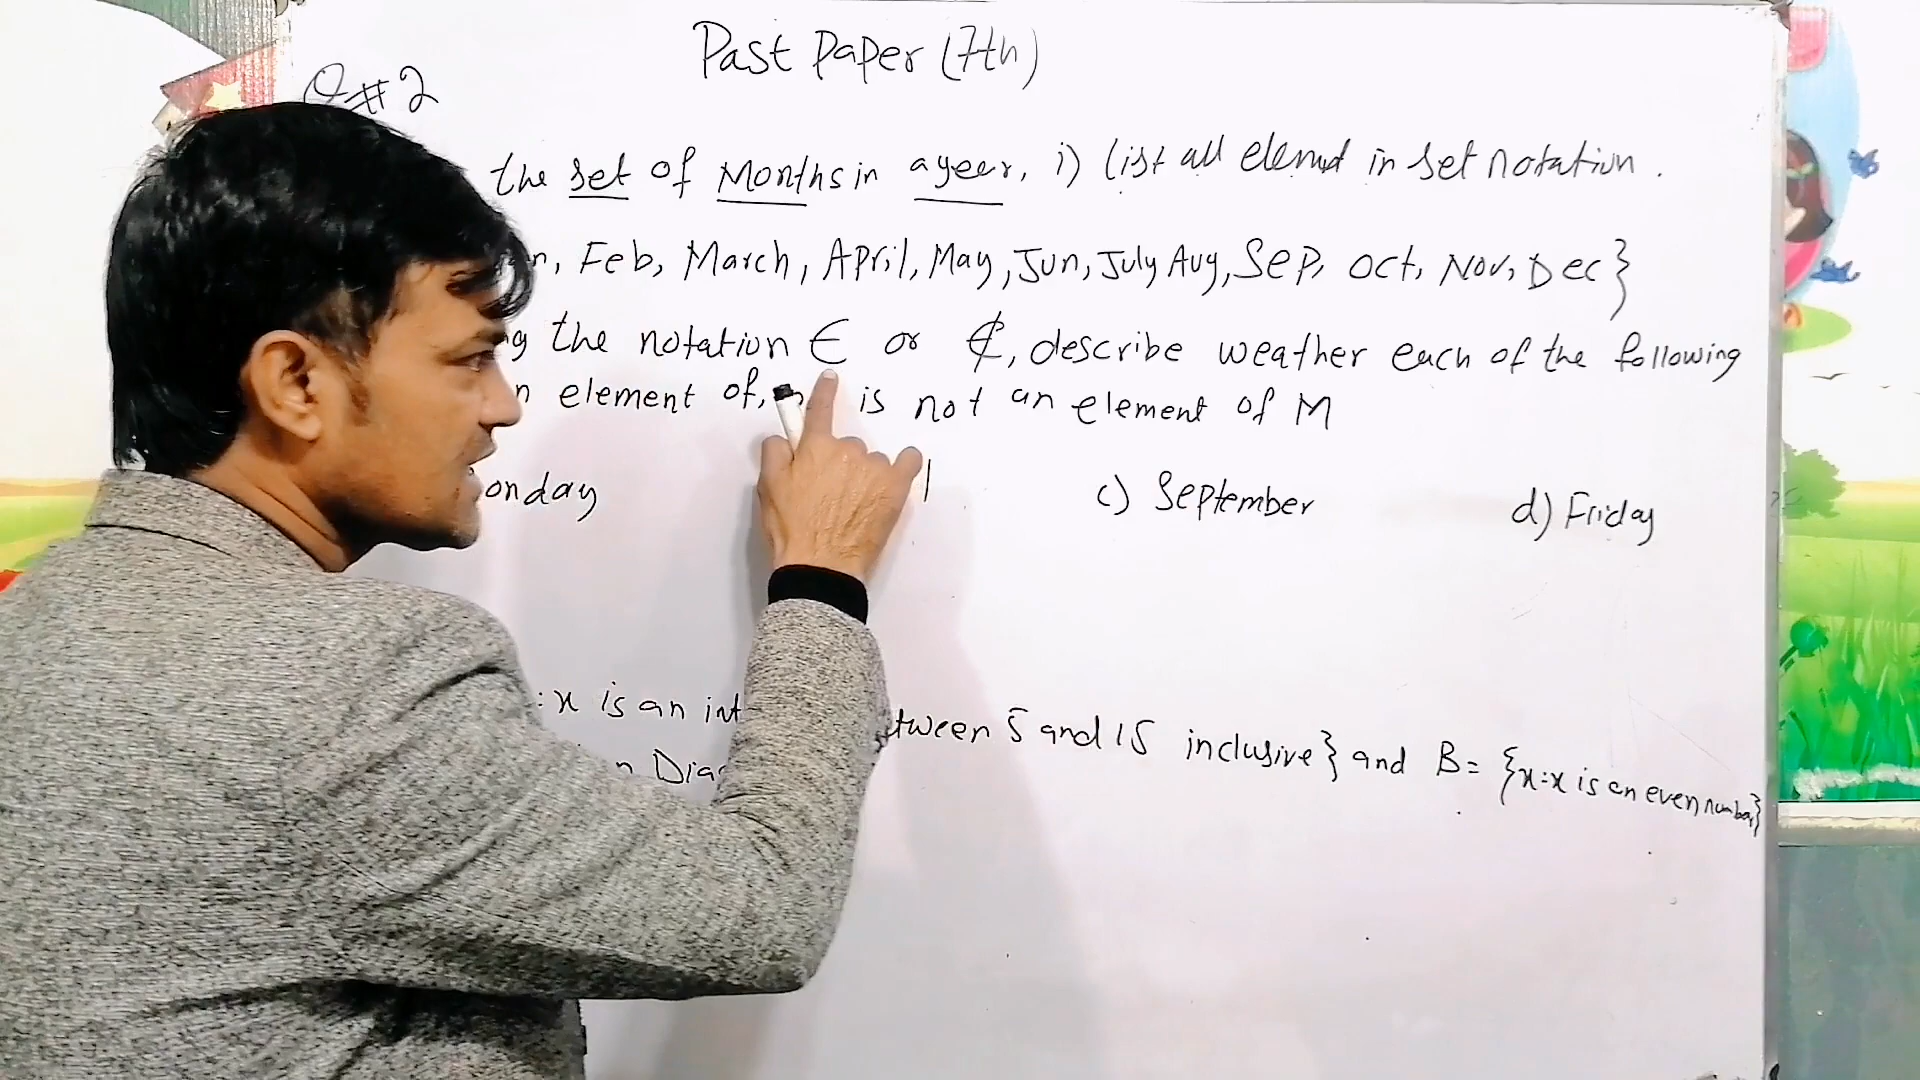 Past Paper (7th)
Q#2
the set of Months in a year, i) list all elemnt in set notation.
n, Feb, March, April, May, Jun, July Aug, Sep, oct, Nov, Dec}
g the notation ∈ or ∉, describe weather each of the following
n element of, is not an element of M
onday c) September d) Friday
: x is an int tween 5 and 15 inclusive} and B = {x:x is an even number}
n Diag